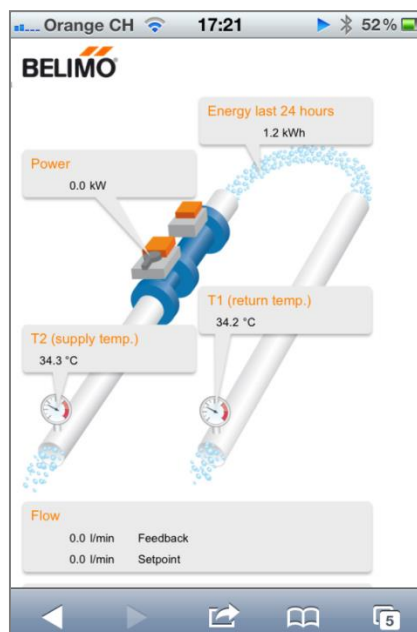 Orange CH 17:21 52%
BELIMO
Energy last 24 hours
1.2 kWh
Power
0.0 kW
T1 (return temp.)
34.2 °C
T2 (supply temp.)
34.3 °C
Flow
0.0 l/min Feedback
0.0 l/min Setpoint
5